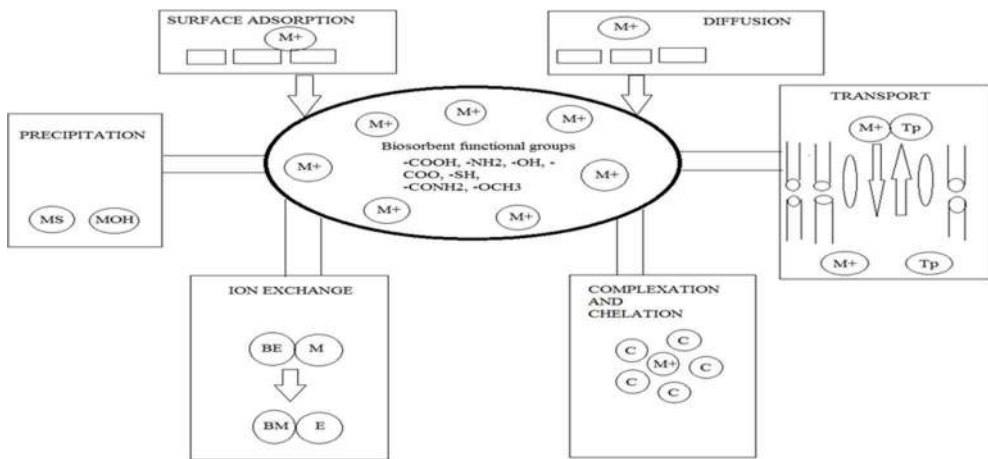 SURFACE ADSORPTION
M+
DIFFUSION
M+
PRECIPITATION
MS MOH
M+ M+ M+
M+ M+
Biosorbent functional groups
-COOH, -NH2, -OH, -
COO, -SH,
-CONH2, -OCH3
M+ M+
TRANSPORT
M+ Tp
M+ Tp
ION EXCHANGE
BE M
BM E
COMPLEXATION
AND
CHELATION
C
C M+ C
C C